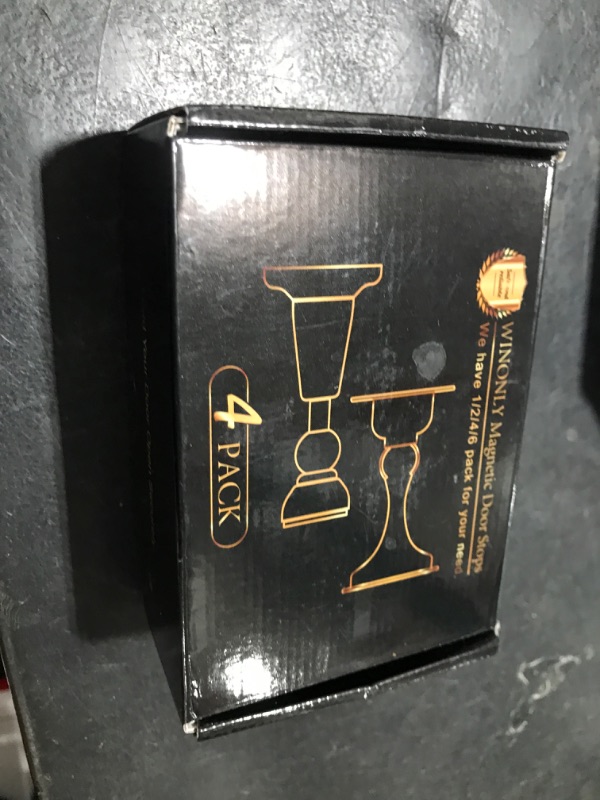 WINONLY Magnetic Door Stops
We have 1/2/4/6 pack for your need.
4 PACK